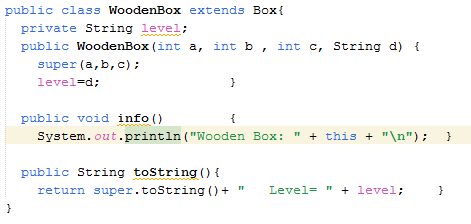 public class WoodenBox extends Box{
private String level;
public WoodenBox(int a, int b , int c, String d) {
super(a,b,c);
level=d; }
public void info() {
System.out.println("Wooden Box: " + this + "\n"); }
public String toString(){
return super.toString()+ " Level= " + level; }
}